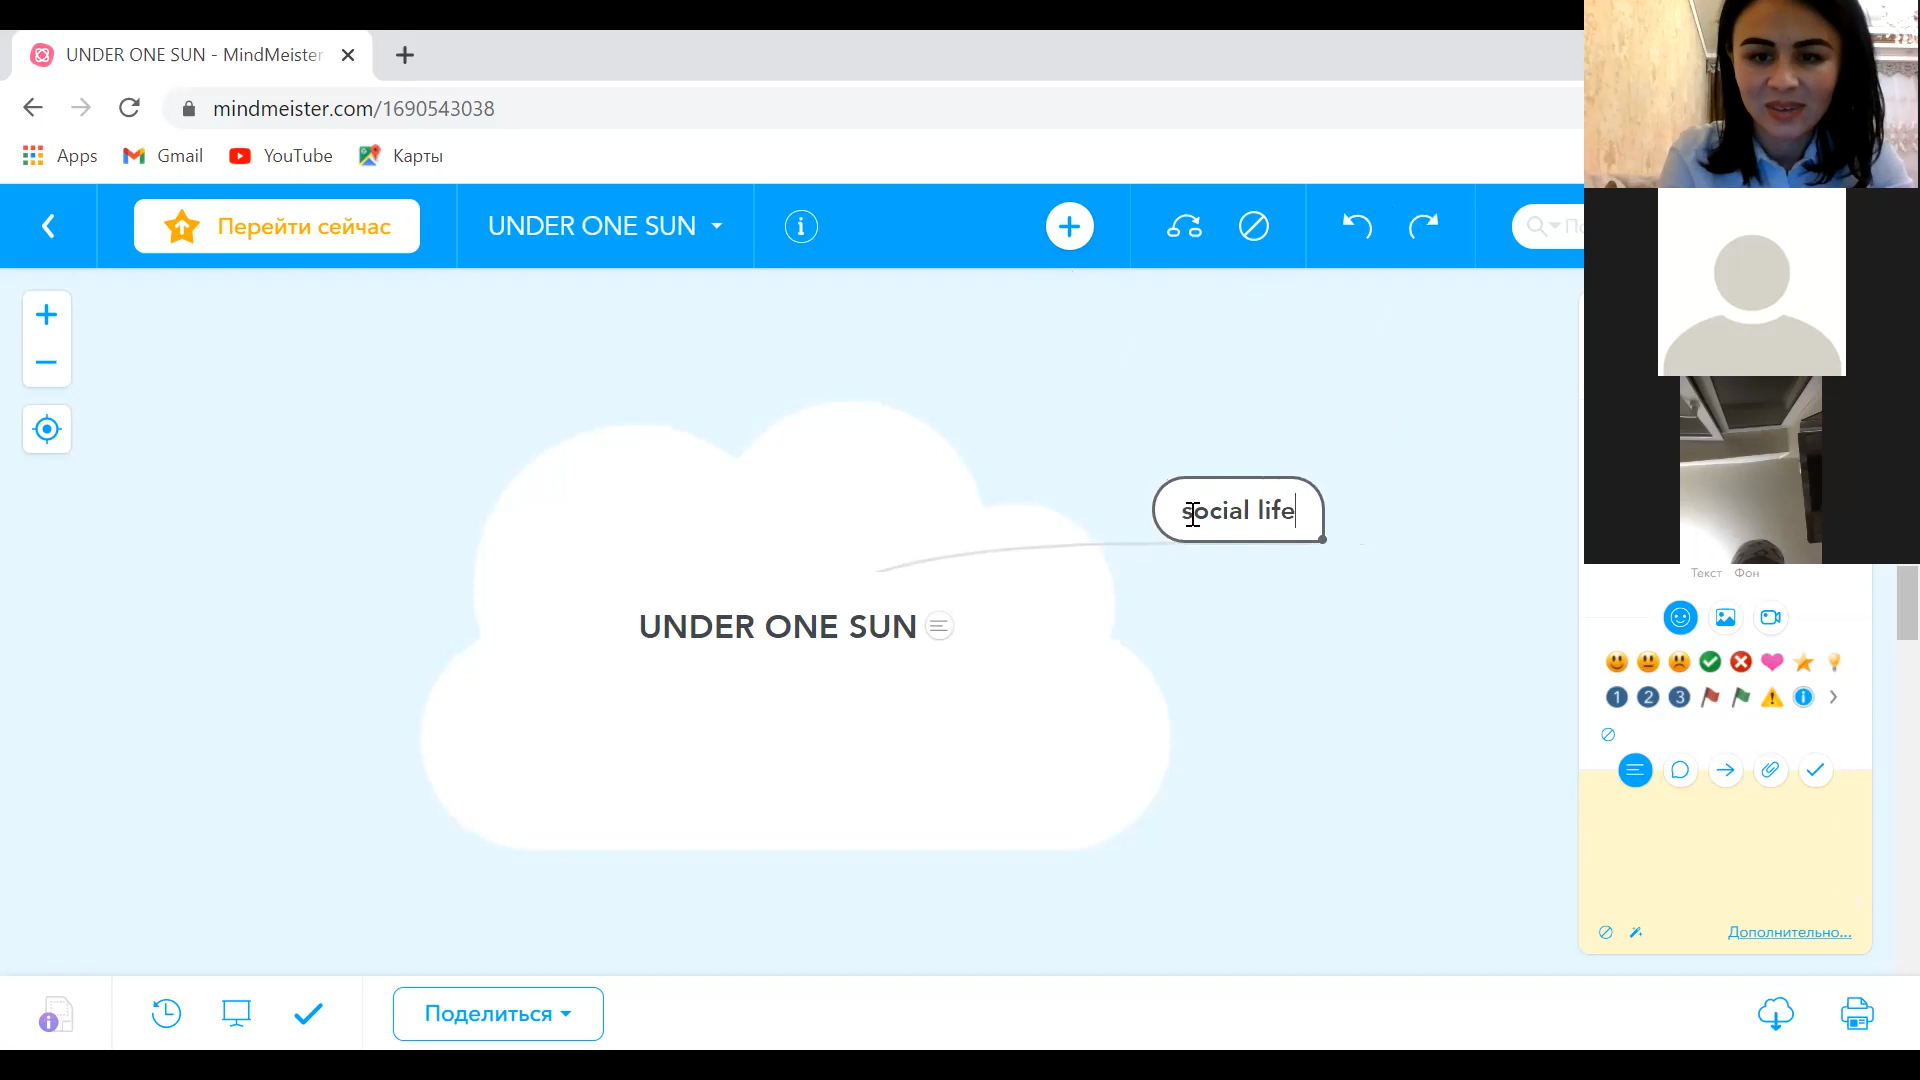 UNDER ONE SUN - MindMeister
mindmeister.com/1690543038
Apps
Gmail
YouTube
Карты
Перейти сейчас
UNDER ONE SUN
social life
UNDER ONE SUN
Текст Фон
1 2 3
Дополнительно...
Поделиться